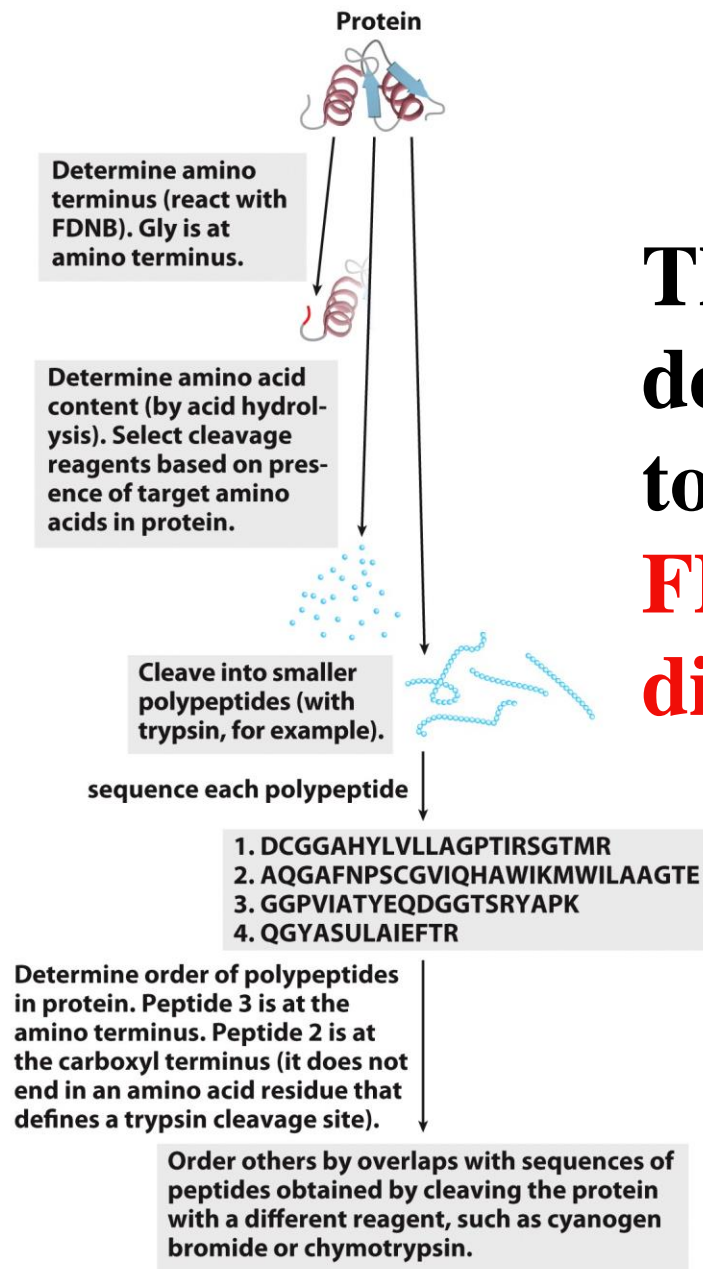 Protein
Determine amino
terminus (react with
FDNB). Gly is at
amino terminus.
Determine amino acid
content (by acid hydrol-
ysis). Select cleavage
reagents based on pres-
ence of target amino
acids in protein.
Cleave into smaller
polypeptides (with
trypsin, for example).
sequence each polypeptide
1. DCGGAHYLVLLAGPTIRSGTMR
2. AQGAFNPSCGVIQHAWIKMWILAAGTE
3. GGPVIATYEQDGGTSRYAPK
4. QGYASULAIEFTR
Determine order of polypeptides
in protein. Peptide 3 is at the
amino terminus. Peptide 2 is at
the carboxyl terminus (it does not
end in an amino acid residue that
defines a trypsin cleavage site).
Order others by overlaps with sequences of
peptides obtained by cleaving the protein
with a different reagent, such as cyanogen
bromide or chymotrypsin.
to
di